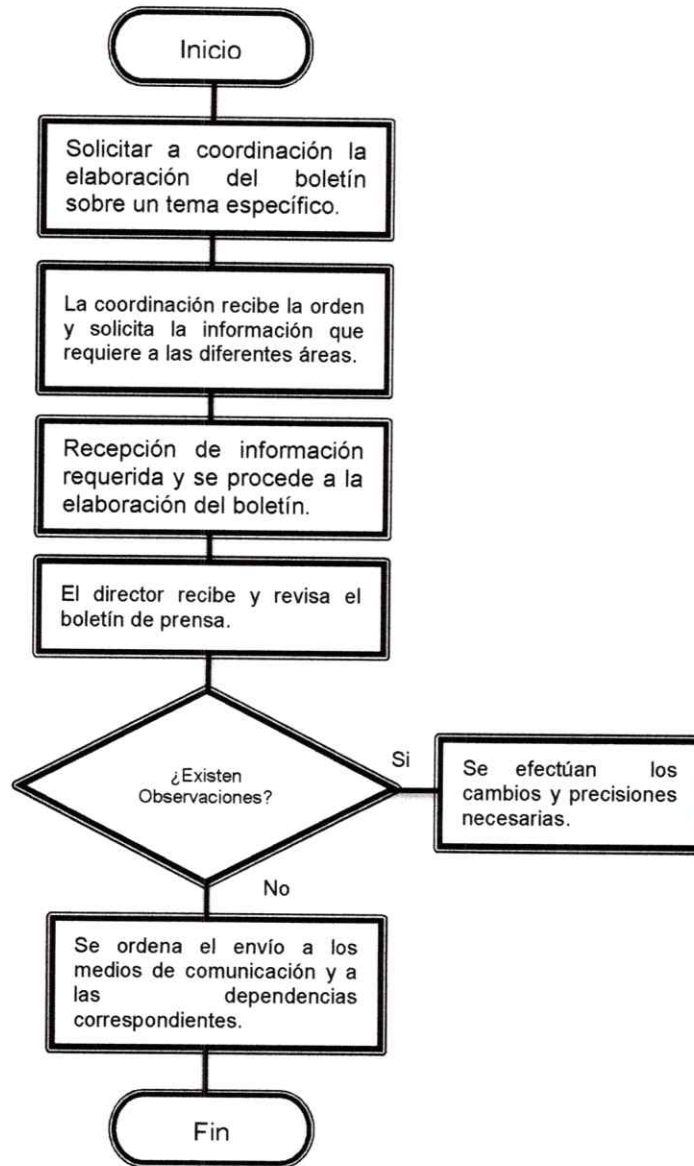 Inicio
Solicitar a coordinación la
elaboración del boletín
sobre un tema específico.
La coordinación recibe la orden
y solicita la información que
requiere a las diferentes áreas.
Recepción de información
requerida y se procede a la
elaboración del boletín.
El director recibe y revisa el
boletín de prensa.
¿Existen
Observaciones?
Si
Se efectúan los
cambios y precisiones
necesarias.
No
Se ordena el envío a los
medios de comunicación y a
las dependencias
correspondientes.
Fin